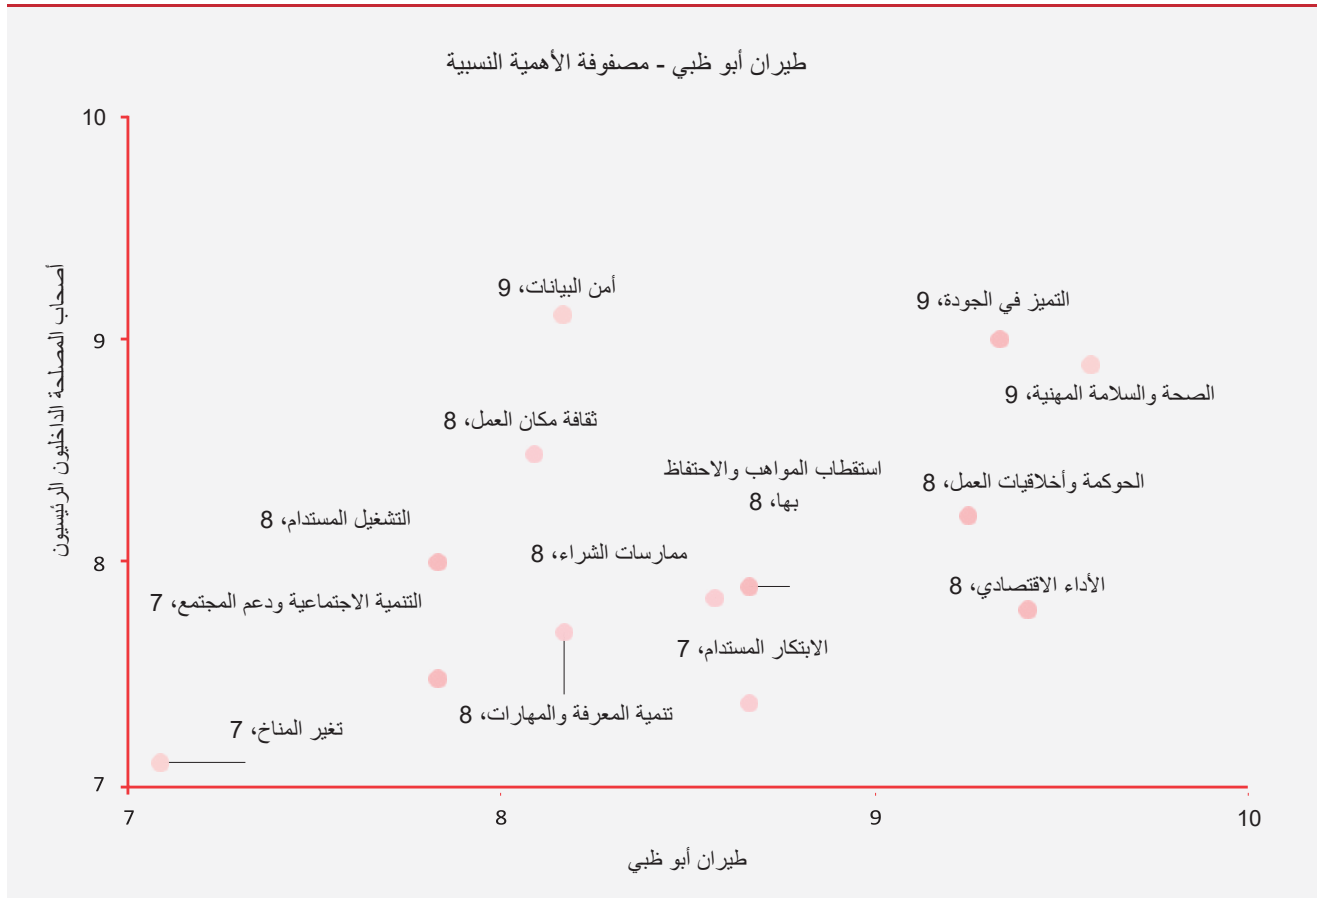 طيران أبو ظبي - مصفوفة الأهمية النسبية
10
9
8
7
أصحاب المصلحة الداخليون الرئيسيون
أمن البيانات، 9
التميز في الجودة، 9
الصحة والسلامة المهنية، 9
ثقافة مكان العمل، 8
استقطاب المواهب والاحتفاظ
بها، 8
الحوكمة وأخلاقيات العمل، 8
التشغيل المستدام، 8
ممارسات الشراء، 8
الأداء الاقتصادي، 8
التنمية الاجتماعية ودعم المجتمع، 7
الابتكار المستدام، 7
تنمية المعرفة والمهارات، 8
تغير المناخ، 7
7
8
9
10
طيران أبو ظبي